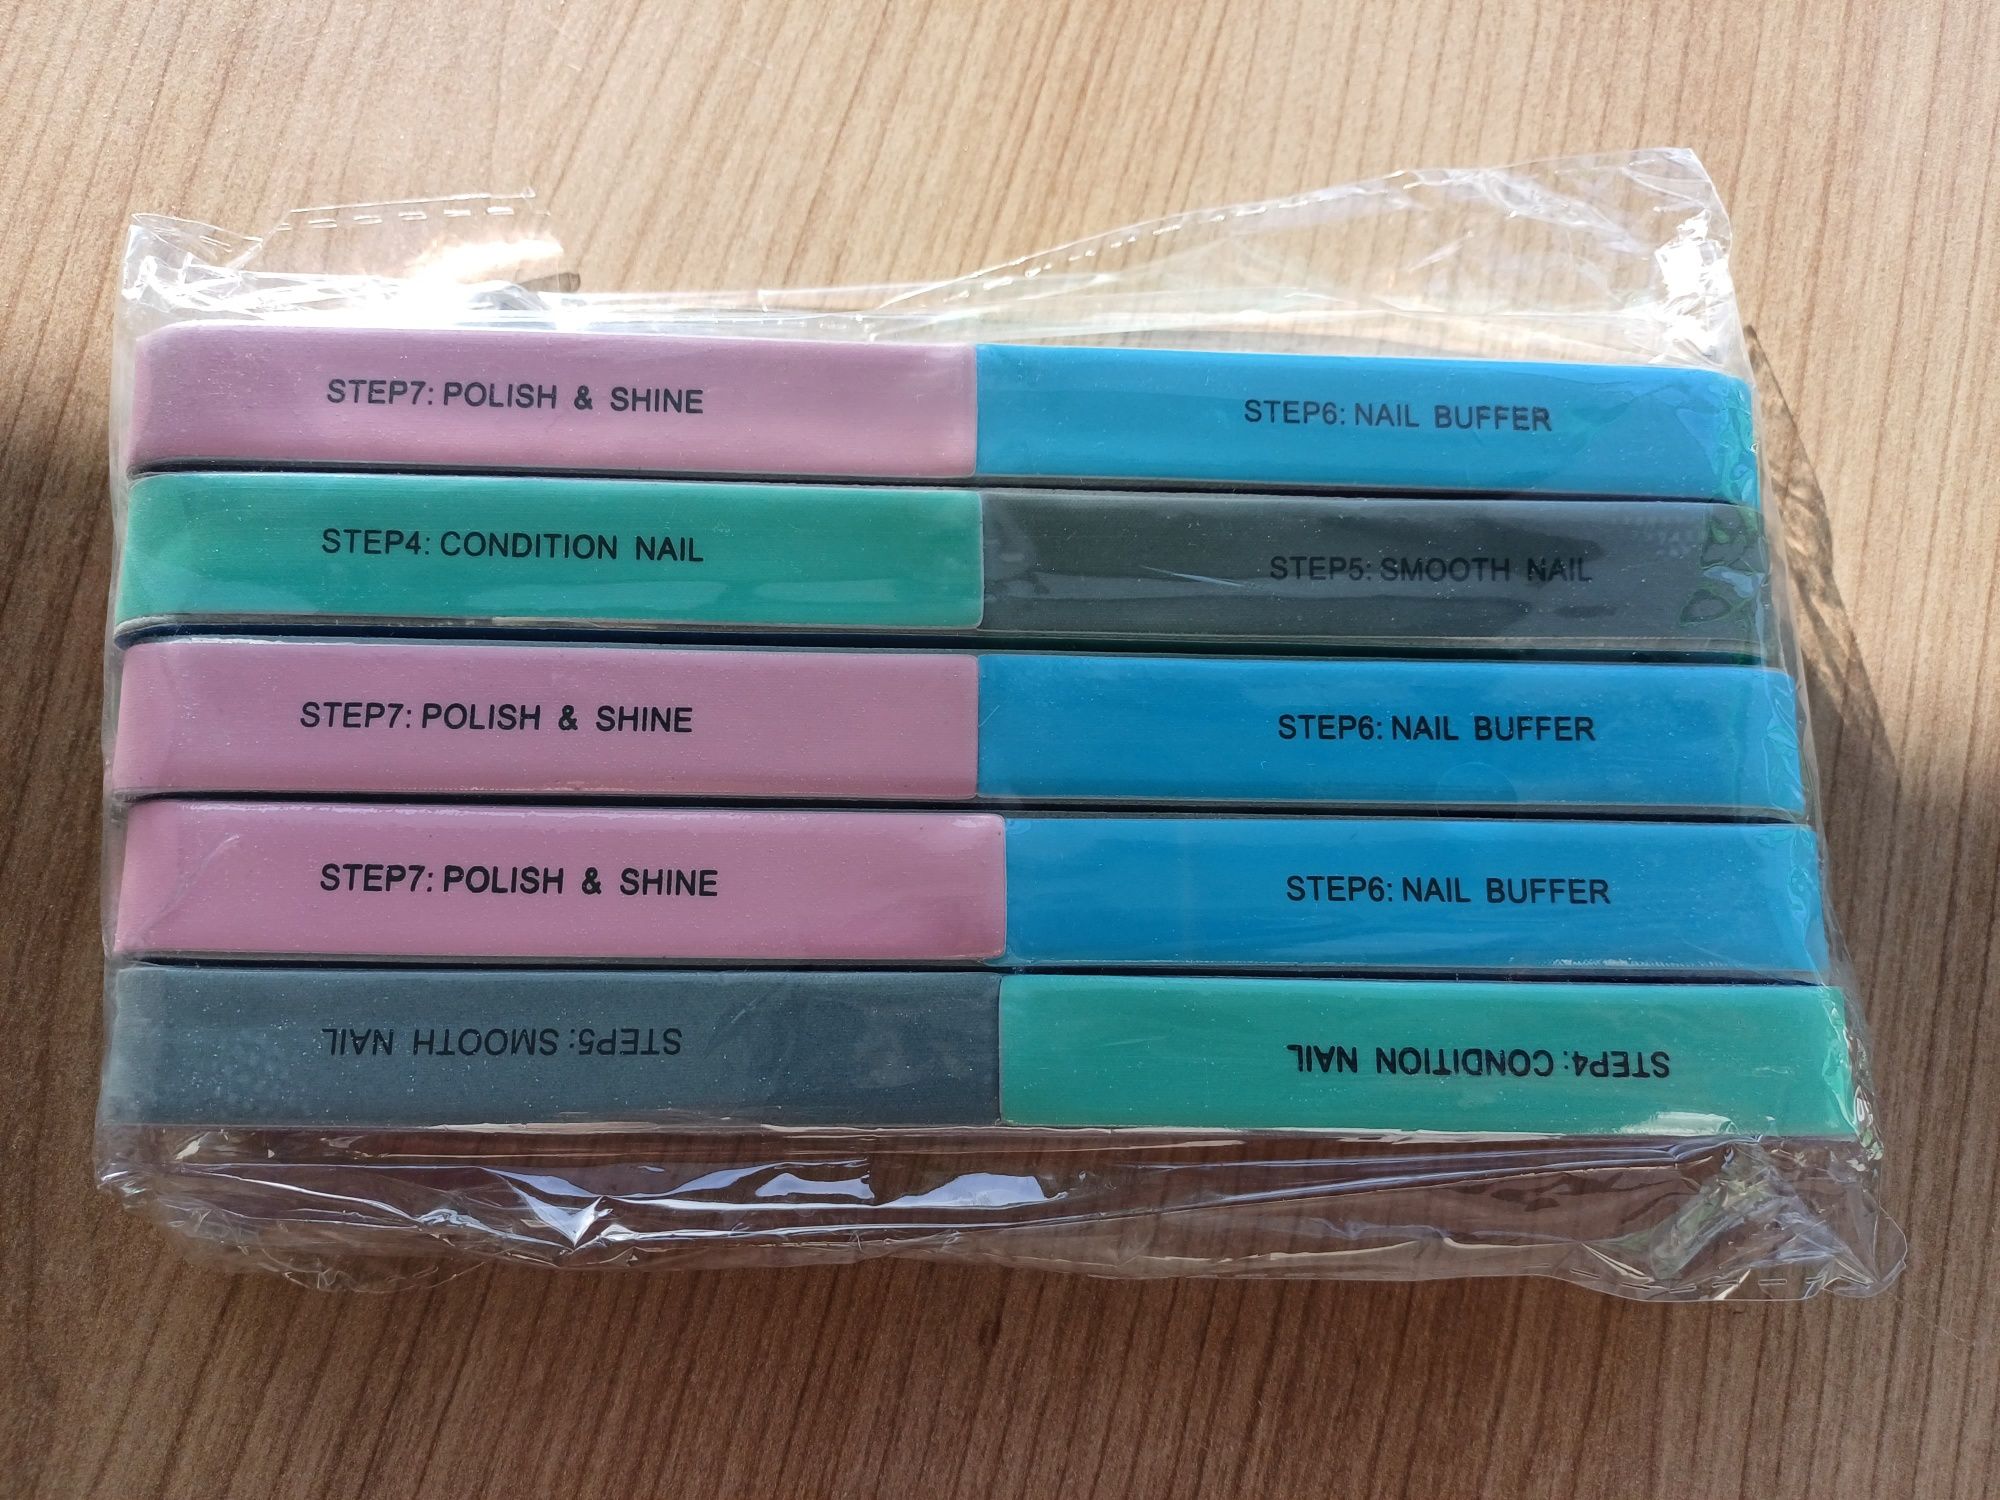 STEP7: POLISH & SHINE
STEP6: NAIL BUFFER
STEP4: CONDITION NAIL
STEP5: SMOOTH NAIL
STEP7: POLISH & SHINE
STEP6: NAIL BUFFER
STEP7: POLISH & SHINE
STEP6: NAIL BUFFER
STEP5: SMOOTH NAIL
STEP4: CONDITION NAIL